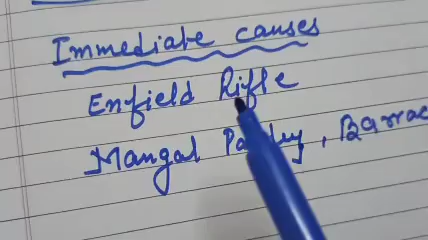 Immediate causes
Enfield Rifle
Mangal Pandey, Barrac